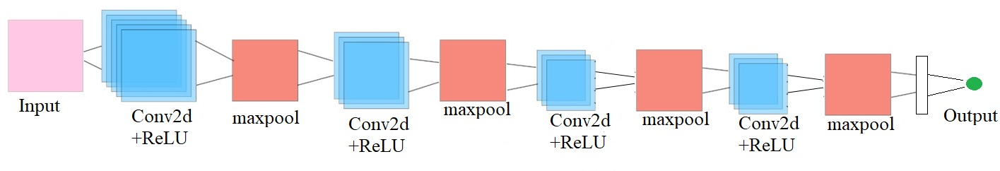 Input
Conv2d
+ReLU
maxpool
Conv2d
+ReLU
maxpool
Conv2d
+ReLU
maxpool
Conv2d
+ReLU
maxpool
Output